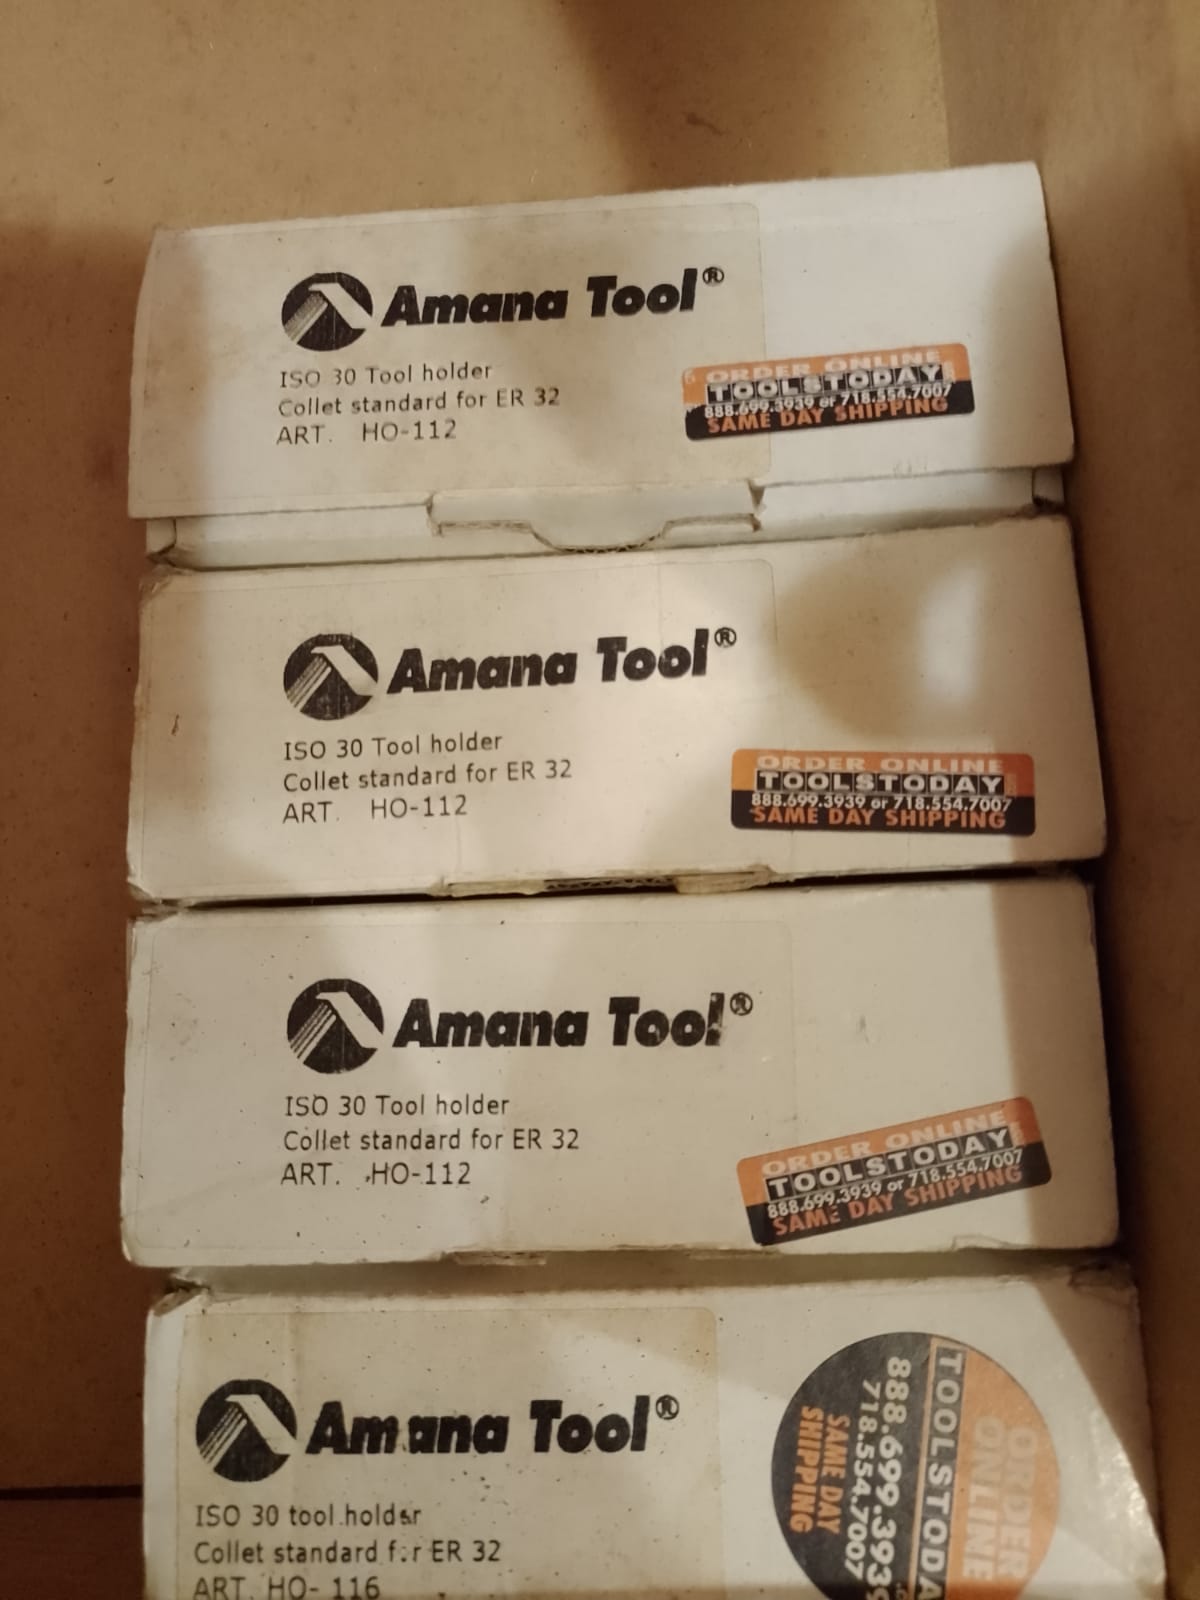 Amana Tool®
ISO 30 Tool holder
Collet standard for ER 32
ART. HO-112
ORDER ONLINE
TOOLSTODAY
888.699.3939 or 718.554.7007
SAME DAY SHIPPING
Amana Tool®
ISO 30 Tool holder
Collet standard for ER 32
ART. HO-112
ORDER ONLINE
TOOLSTODAY
888.699.3939 or 718.554.7007
SAME DAY SHIPPING
Amana Tool®
ISO 30 Tool holder
Collet standard for ER 32
ART. HO-112
ORDER ONLINE
TOOLSTODAY
888.699.3939 or 718.554.7007
SAME DAY SHIPPING
Amana Tool®
ISO 30 tool holder
Collet standard for ER 32
ART. HO- 116
ORDER
ONLINE
TOOLSTODA
888.699.393
718.554.7007
SAME DAY
SHIPPING